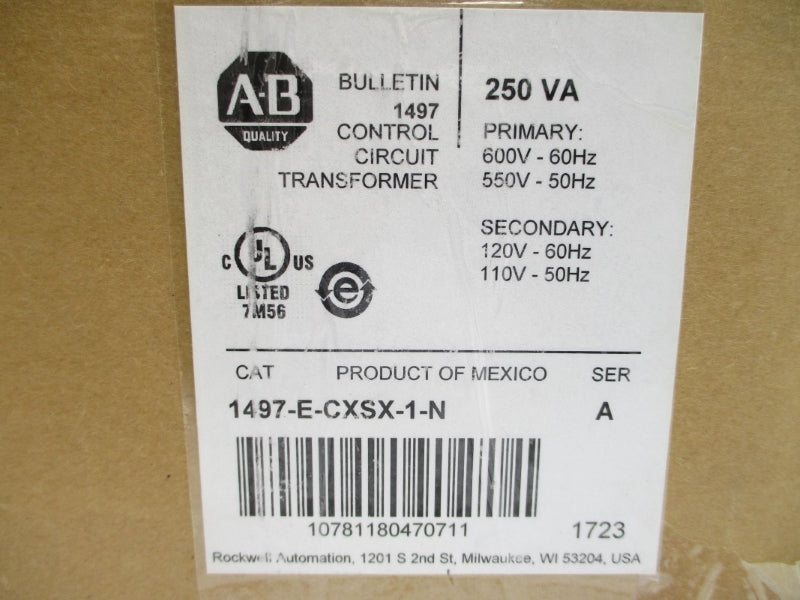 A-B
QUALITY
BULLETIN
1497
CONTROL
CIRCUIT
TRANSFORMER
250 VA
PRIMARY:
600V - 60Hz
550V - 50Hz
SECONDARY:
120V - 60Hz
110V - 50Hz
C UL US
LISTED
7M56
e
CAT PRODUCT OF MEXICO SER
1497-E-CXSX-1-N A
10781180470711 1723
Rockwell Automation, 1201 S 2nd St, Milwaukee, WI 53204, USA